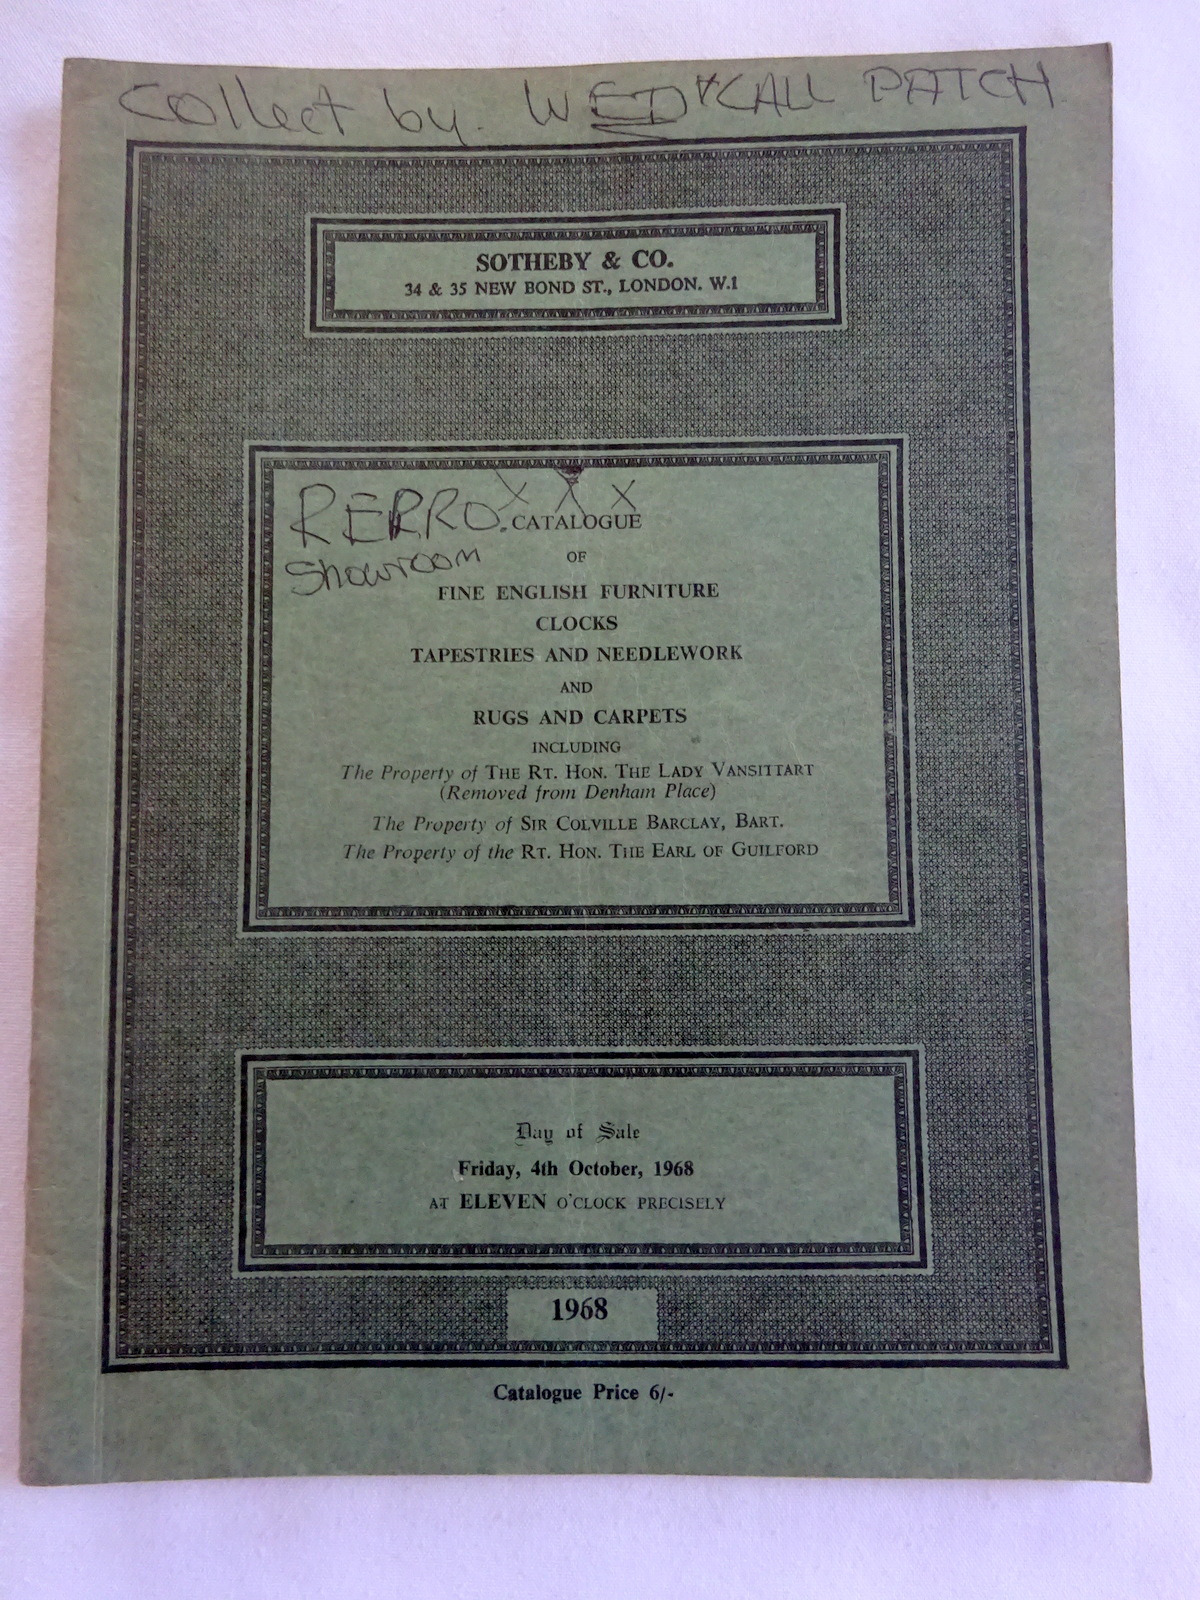 Collect by. WED + CALL PATCH
SOTHEBY & CO.
34 & 35 NEW BOND ST., LONDON. W.1
RERRO.
Showroom
X X X
CATALOGUE
OF
FINE ENGLISH FURNITURE
CLOCKS
TAPESTRIES AND NEEDLEWORK
AND
RUGS AND CARPETS
INCLUDING
The Property of THE RT. HON. THE LADY VANSITTART
(Removed from Denham Place)
The Property of SIR COLVILLE BARCLAY, BART.
The Property of the RT. HON. THE EARL OF GUILFORD
Day of Sale
Friday, 4th October, 1968
AT ELEVEN O'CLOCK PRECISELY
1968
Catalogue Price 6/-